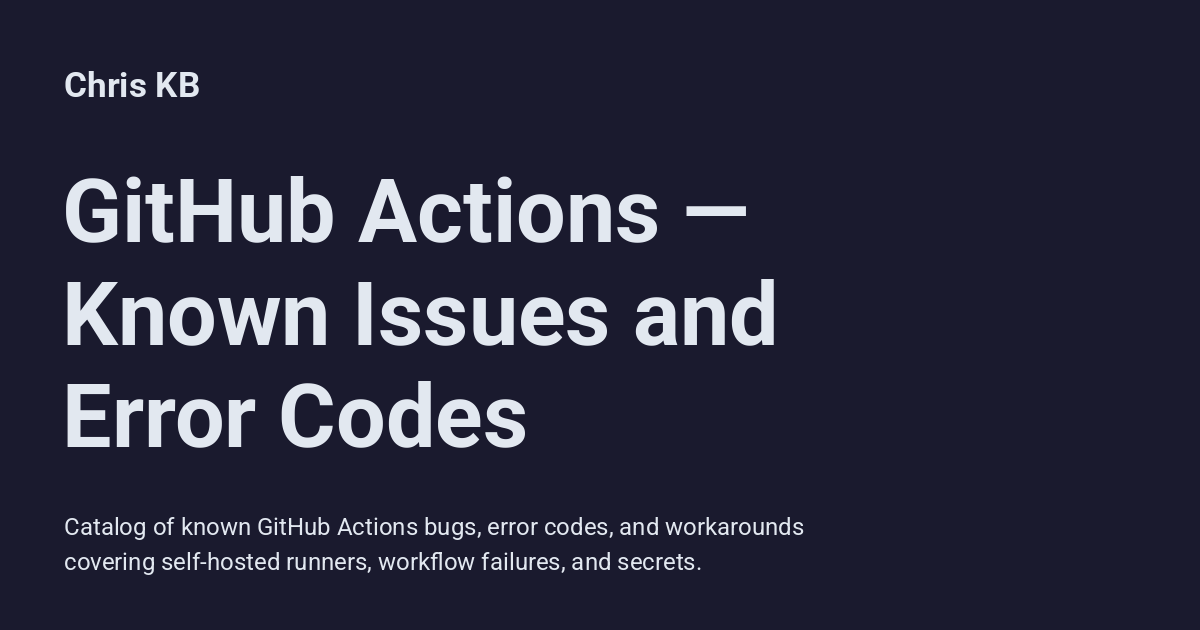 Chris KB
GitHub Actions —
Known Issues and
Error Codes
Catalog of known GitHub Actions bugs, error codes, and workarounds
covering self-hosted runners, workflow failures, and secrets.